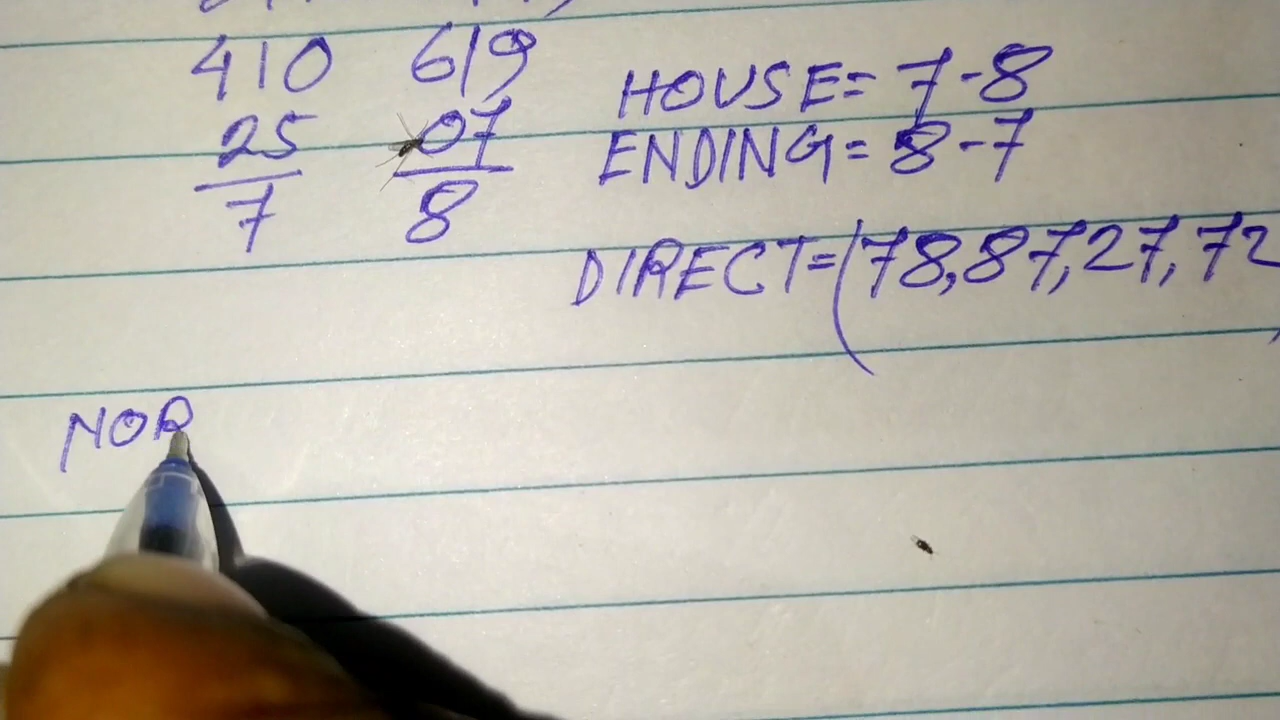 410 619
25 07
7 8
HOUSE= 7-8
ENDING= 8-7
DIRECT=(78,87,27,72
NOR